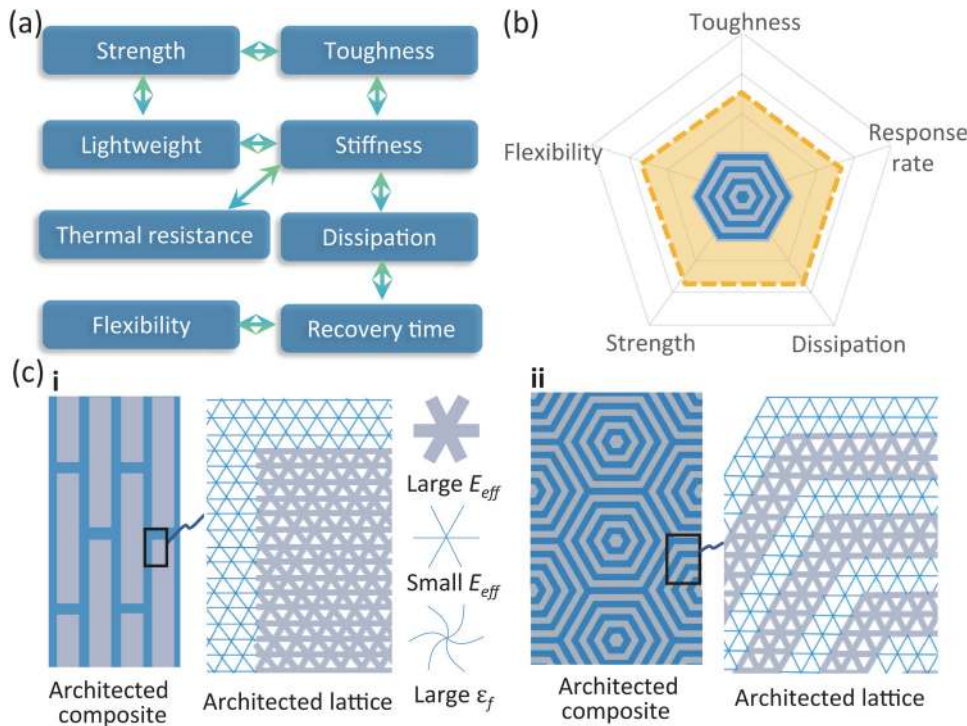 (a)
Strength
Toughness
Lightweight
Stiffness
Thermal resistance
Dissipation
Flexibility
Recovery time
(b)
Toughness
Response
rate
Flexibility
Strength
Dissipation
(c)
i
Architected
composite
Architected lattice
Large E_eff
Small E_eff
Large ε_f
ii
Architected
composite
Architected lattice